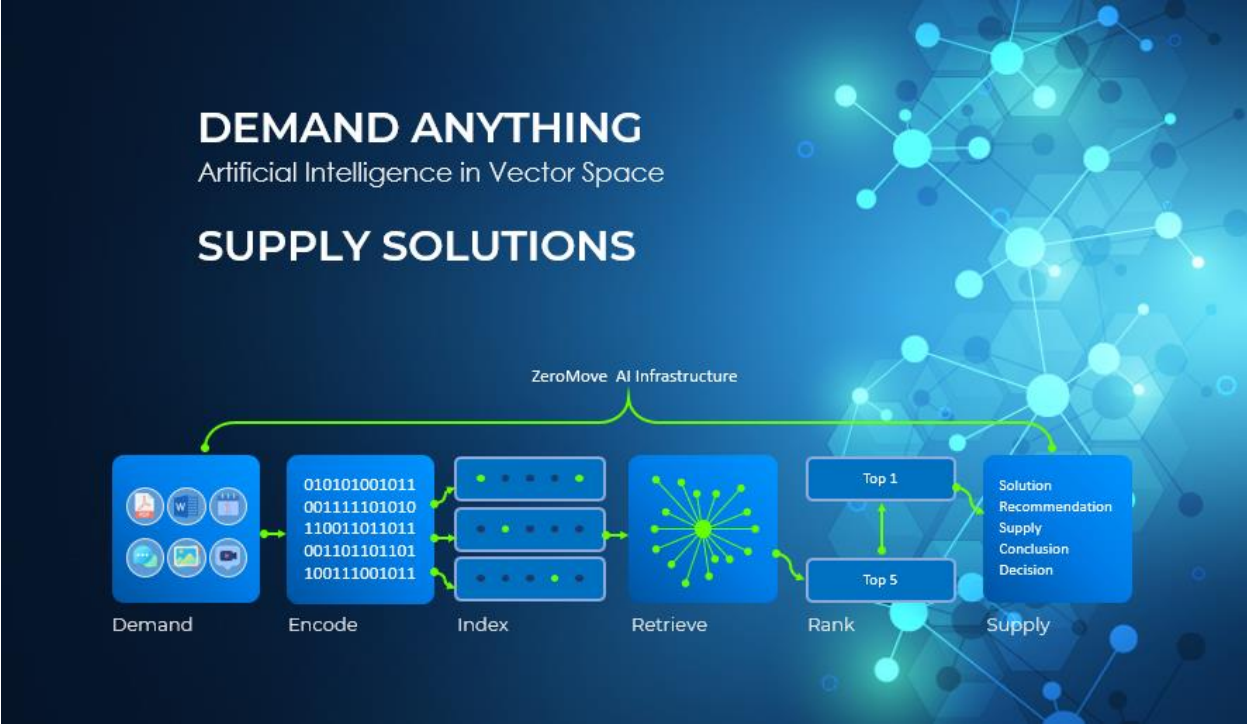 DEMAND ANYTHING
Artificial Intelligence in Vector Space
SUPPLY SOLUTIONS
ZeroMove AI Infrastructure
PDF
W
010101001011
001111101010
110011011011
001101101101
100111001011
Top 1
Top 5
Solution
Recommendation
Supply
Conclusion
Decision
Demand
Encode
Index
Retrieve
Rank
Supply